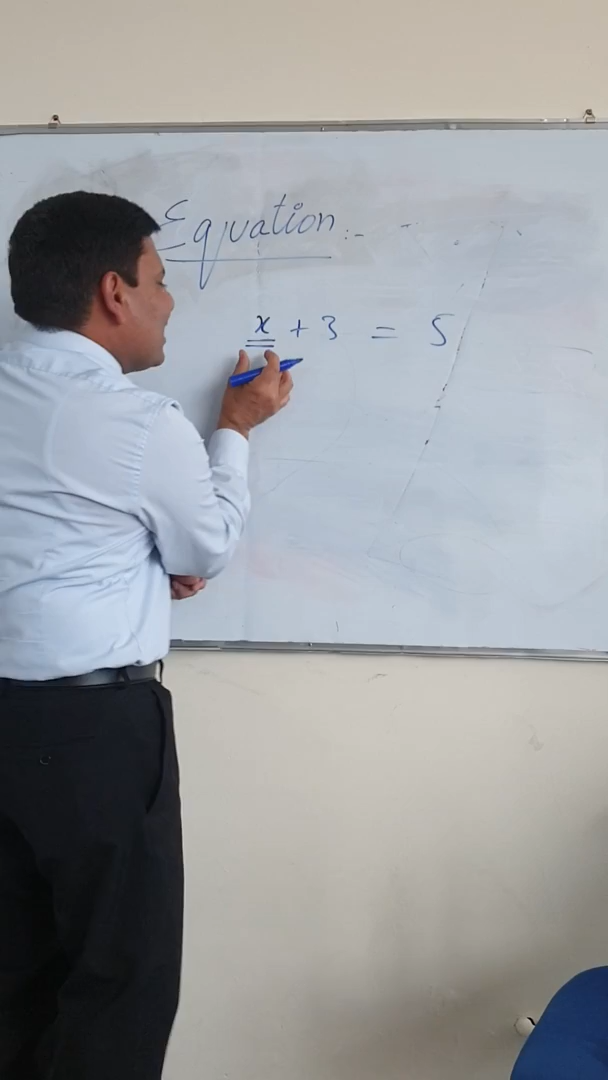 Equation :-
x + 3 = 5